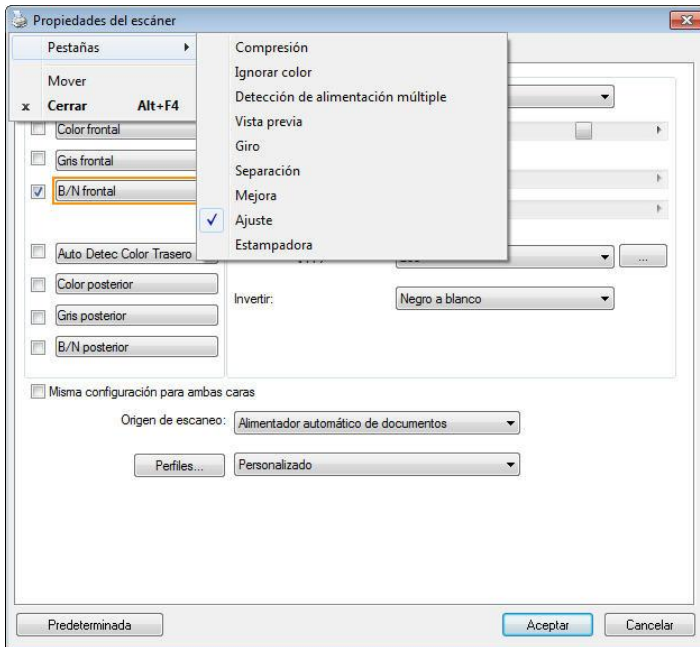 Propiedades del escáner
Pestañas
Mover
x Cerrar Alt+F4
Compresión
Ignorar color
Detección de alimentación múltiple
Vista previa
Giro
Separación
Mejora
Ajuste
Estampadora
Color frontal
Gris frontal
B/N frontal
Auto Detec Color Trasero
Color posterior
Gris posterior
B/N posterior
...
Invertir: Negro a blanco
Misma configuración para ambas caras
Origen de escaneo: Alimentador automático de documentos
Perfiles... Personalizado
Predeterminada Aceptar Cancelar